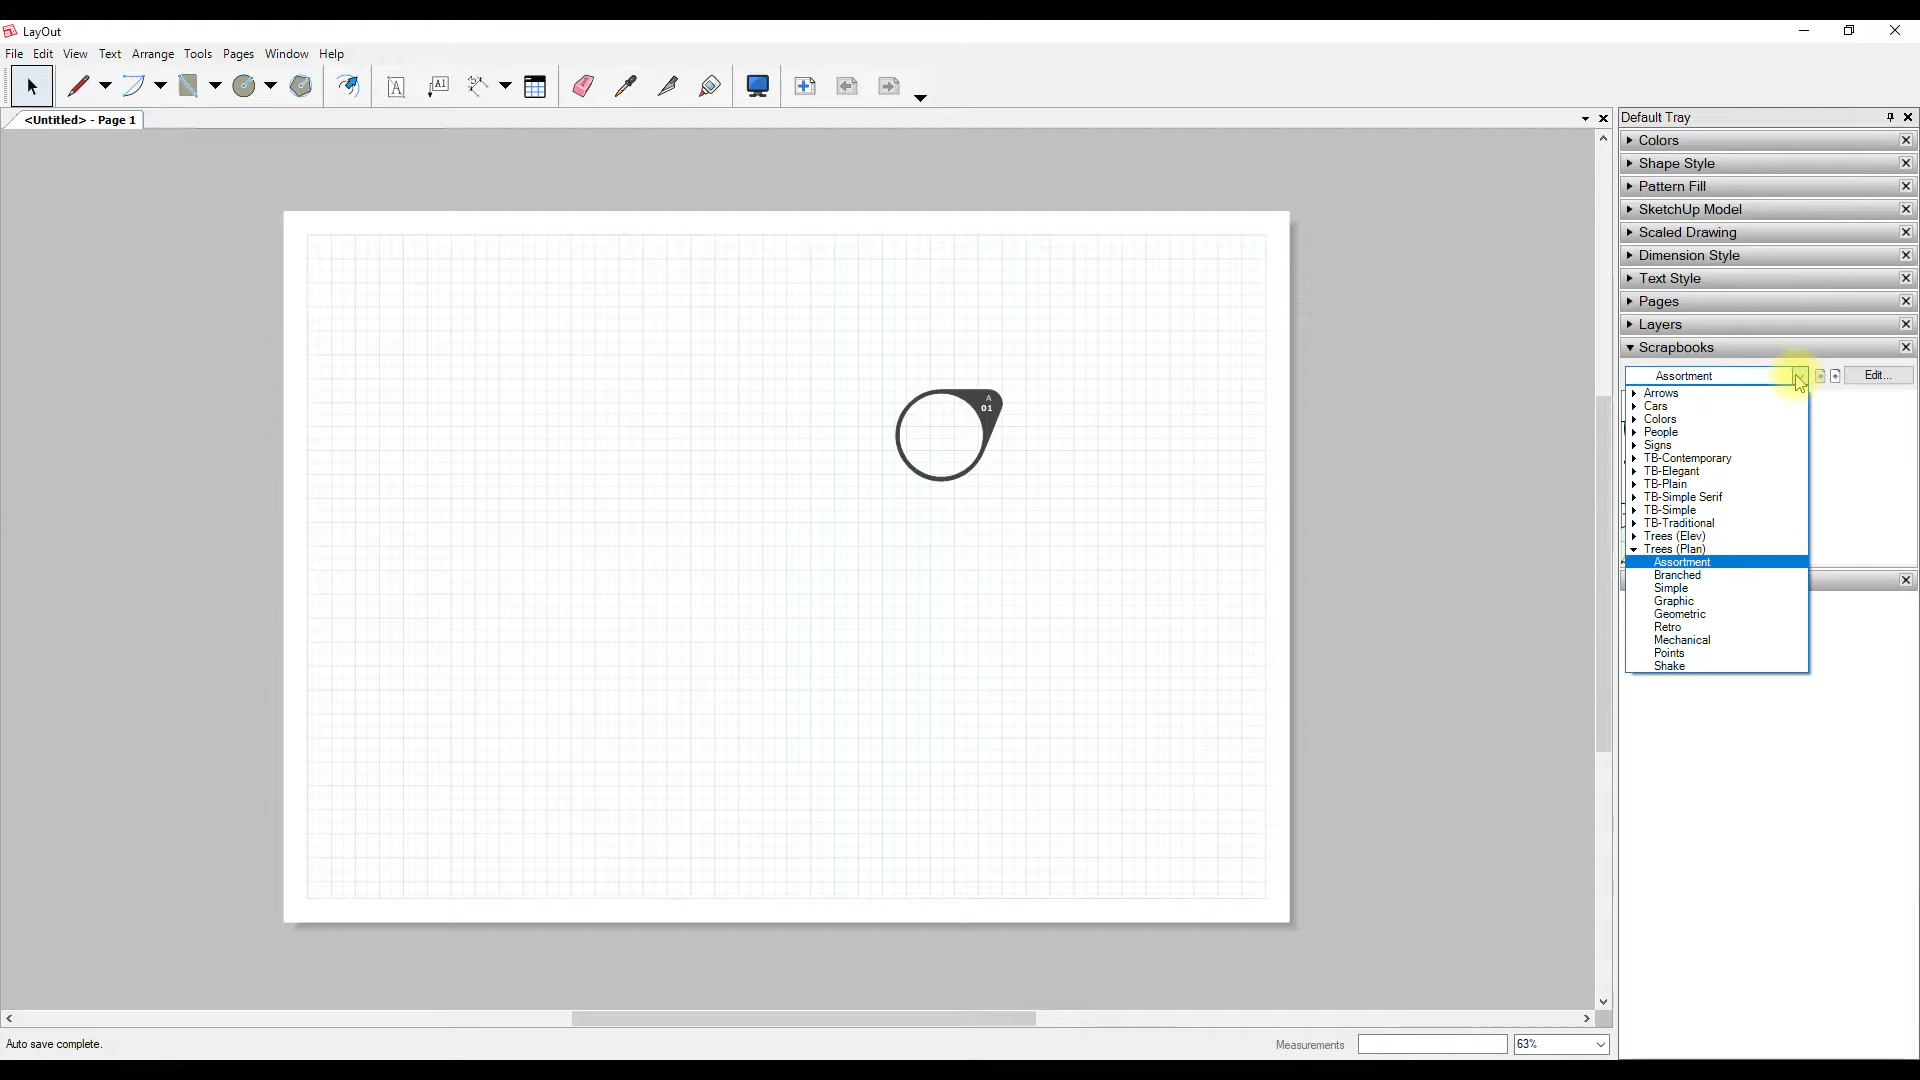 LayOut
File Edit View Text Arrange Tools Pages Window Help
A A1
<Untitled> - Page 1
Default Tray
Colors
Shape Style
Pattern Fill
SketchUp Model
Scaled Drawing
Dimension Style
Text Style
Pages
Layers
Scrapbooks
Assortment Edit...
Arrows
Cars
Colors
People
Signs
TB-Contemporary
TB-Elegant
TB-Plain
TB-Simple Serif
TB-Simple
TB-Traditional
Trees (Elev)
Trees (Plan)
Assortment
Branched
Simple
Graphic
Geometric
Retro
Mechanical
Points
Shake
A
01
Auto save complete. Measurements 63%